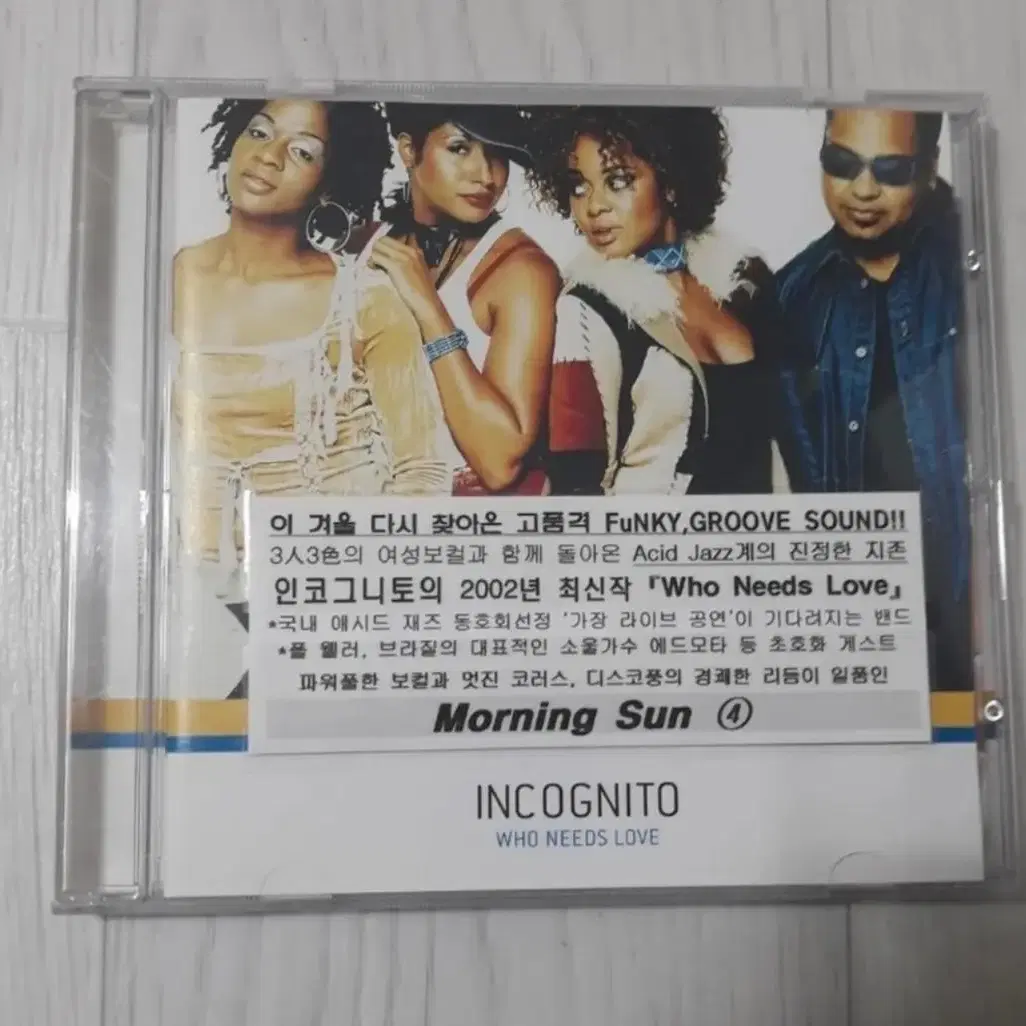 이 겨울 다시 찾아온 고품격 FuNKY,GROOVE SOUND!!
3人3色의 여성보컬과 함께 돌아온 Acid Jazz계의 진정한 지존
인코그니토의 2002년 최신작 『Who Needs Love』
*국내 애시드 재즈 동호회선정 '가장 라이브 공연'이 기다려지는 밴드
*폴 웰러, 브라질의 대표적인 소울가수 에드모타 등 초호화 게스트
파워풀한 보컬과 멋진 코러스, 디스코풍의 경쾌한 리듬이 일품인
Morning Sun ④
INCOGNITO
WHO NEEDS LOVE